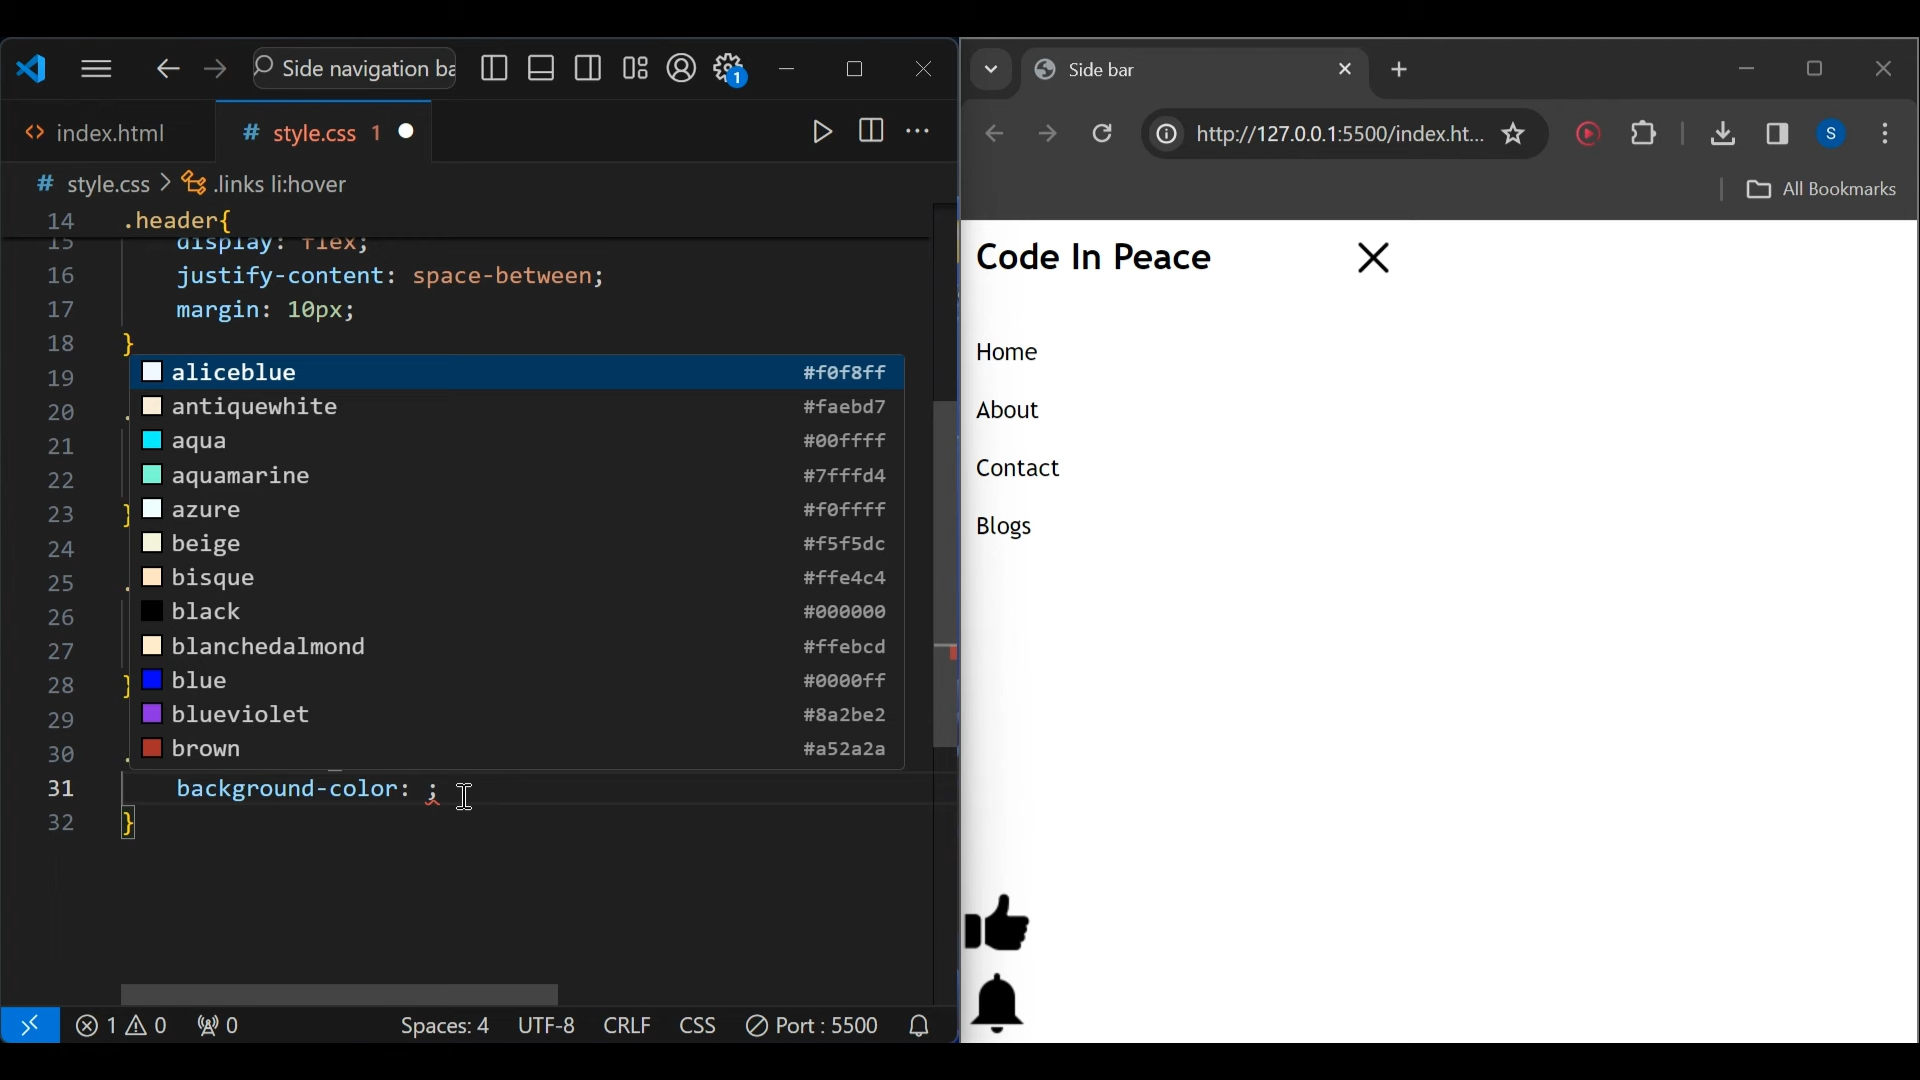 Side navigation ba
1
index.html
# style.css 1
# style.css > .links li:hover
14 .header{
15 display: flex;
16 justify-content: space-between;
17 margin: 10px;
18 }
19 aliceblue #f0f8ff
20 . antiquewhite #faebd7
21 aqua #00ffff
22 aquamarine #7fffd4
azure #f0ffff
23 }
24 beige #f5f5dc
25 . bisque #ffe4c4
26 black #000000
27 blanchedalmond #ffebcd
28 } blue #0000ff
29 blueviolet #8a2be2
30 . brown #a52a2a
31 background-color: ;
32 }
1 0 0 Spaces: 4 UTF-8 CRLF CSS Port : 5500
Side bar
http://127.0.0.1:5500/index.ht...
S
All Bookmarks
Code In Peace
Home
About
Contact
Blogs